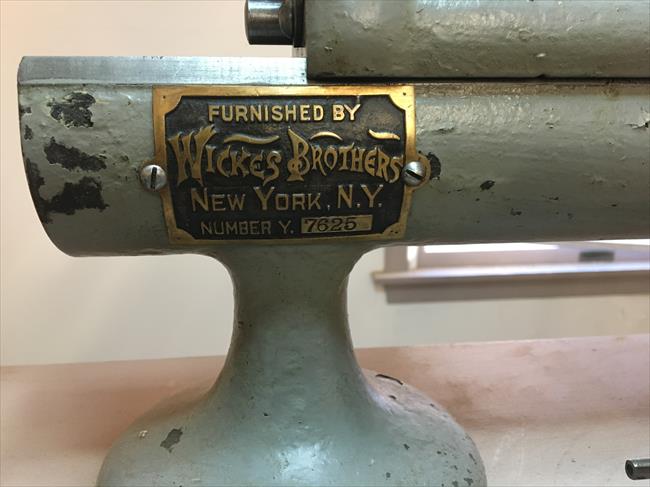 FURNISHED BY
WICKES BROTHERS
NEW YORK, N.Y.
NUMBER Y. 7625